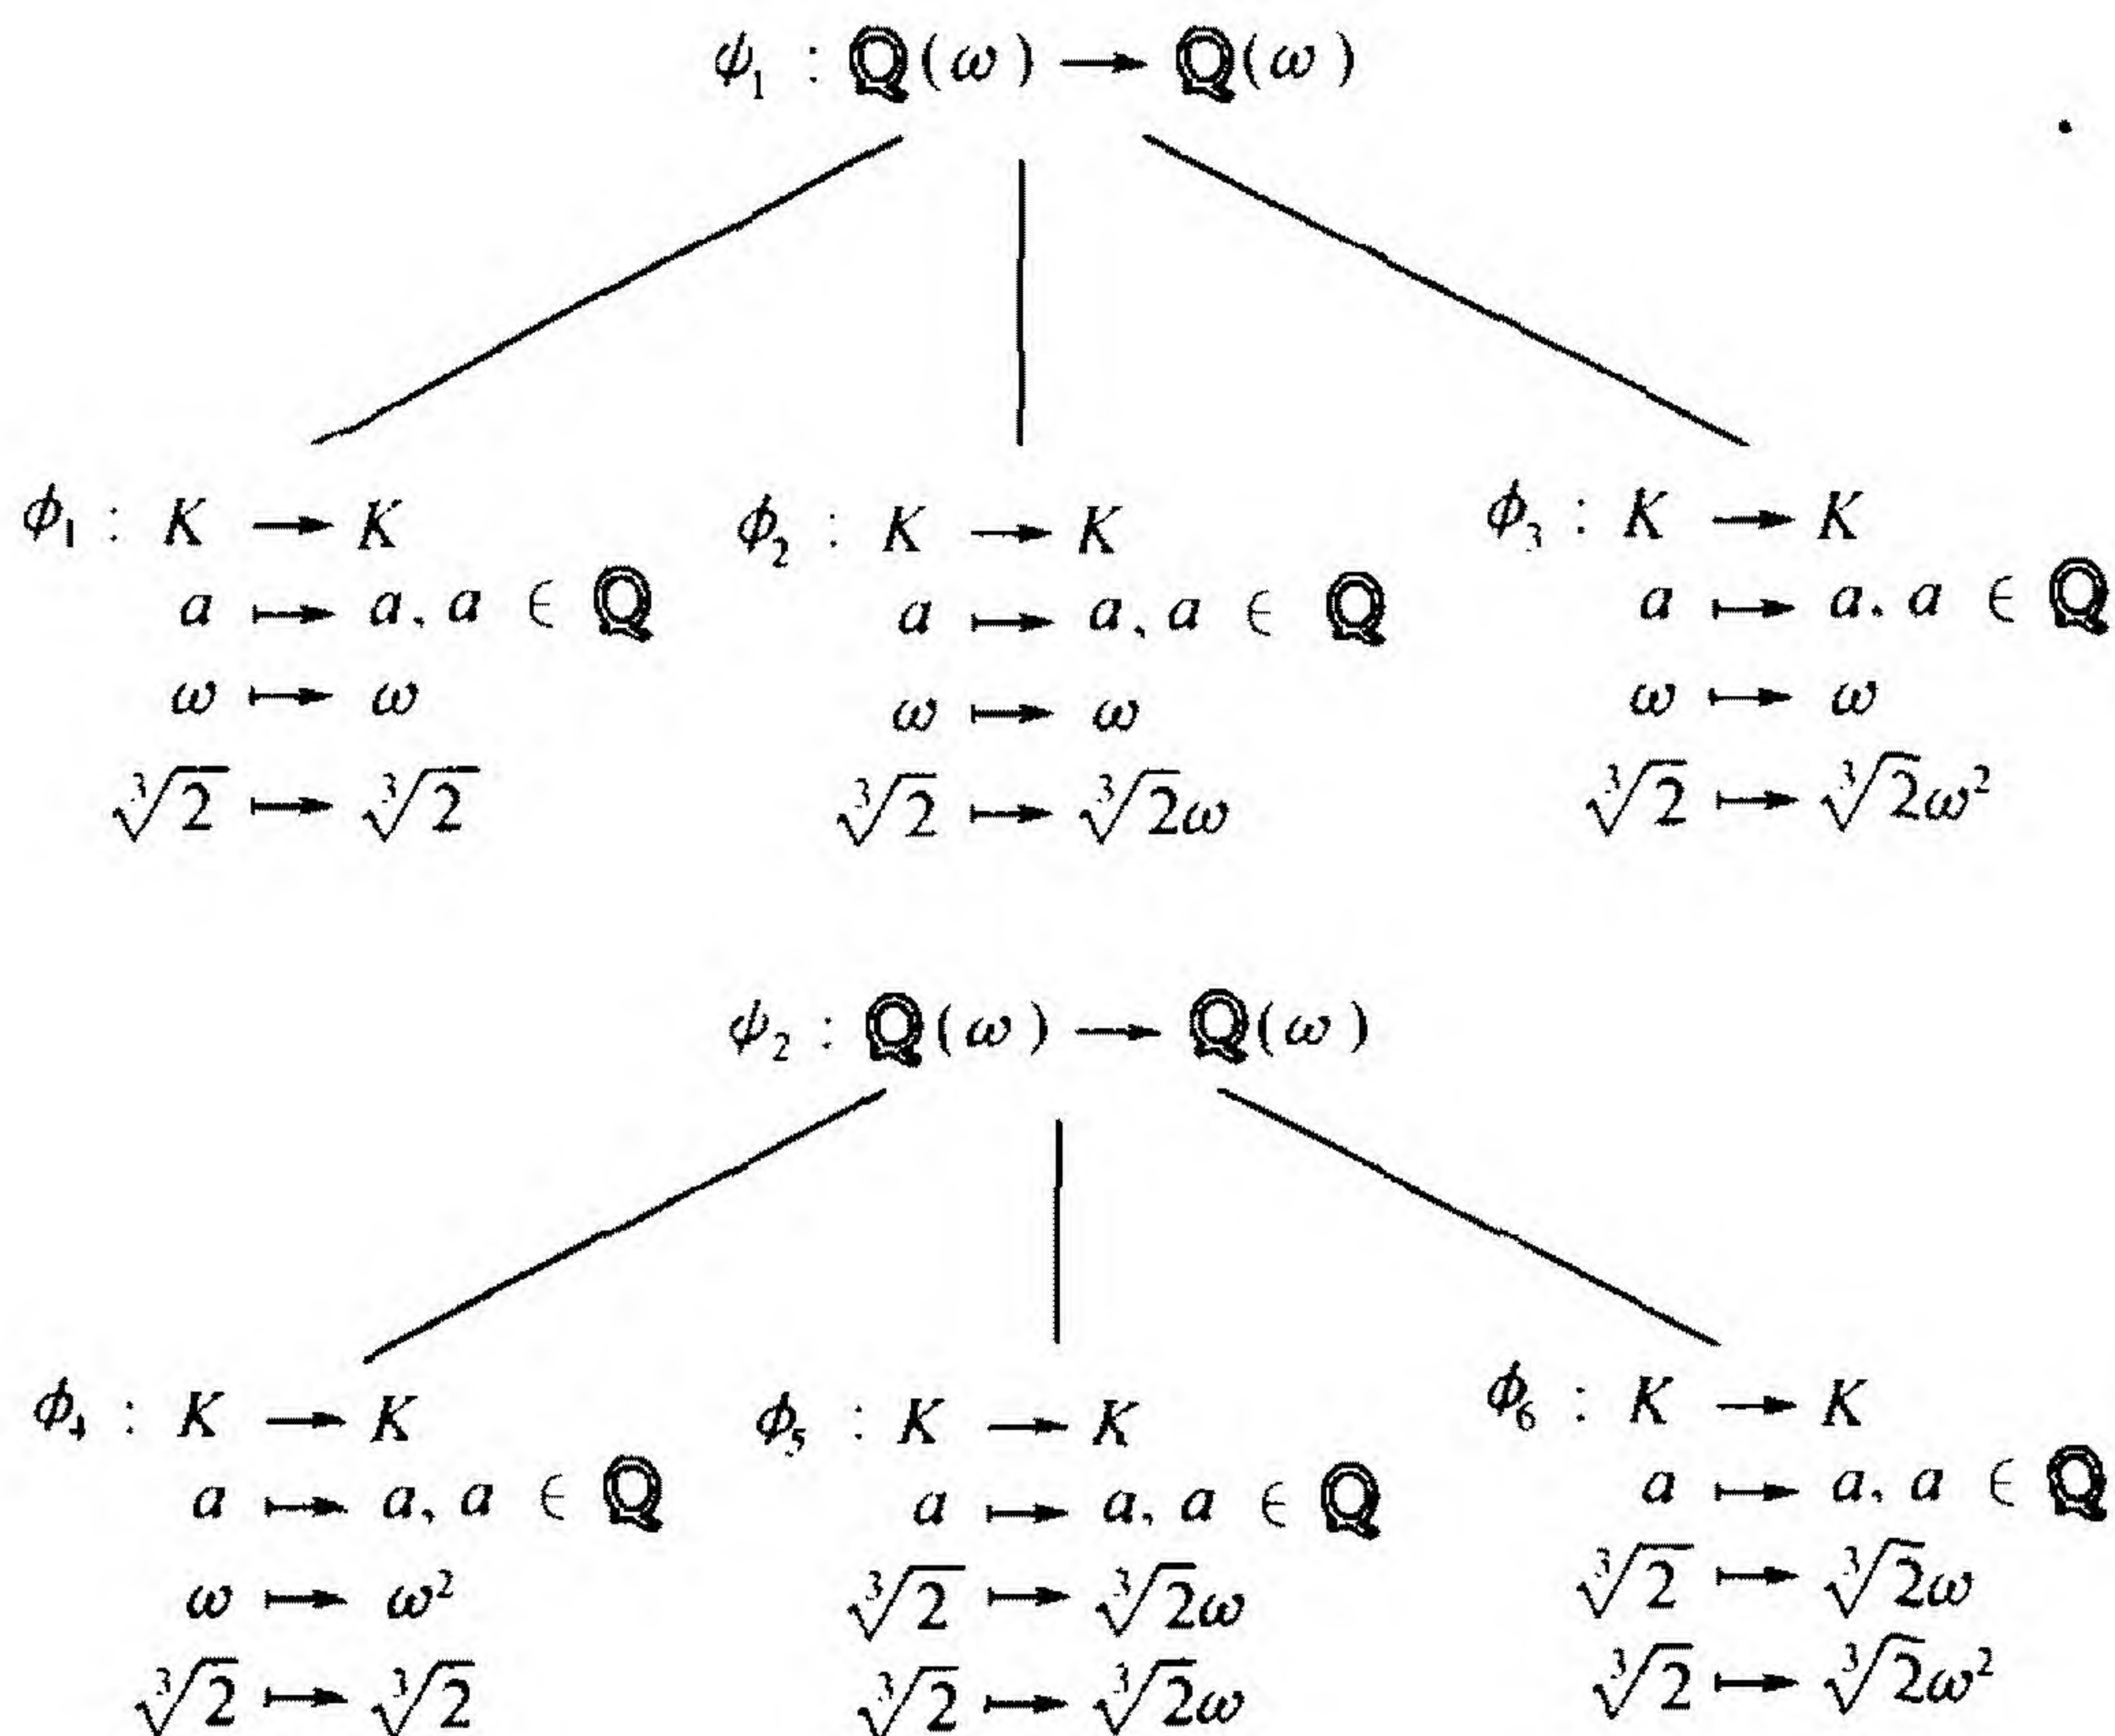 ψ₁ : ℚ(ω) → ℚ(ω)
ϕ₁ : K → K
a ↦ a, a ∈ ℚ
ω ↦ ω
∛2 ↦ ∛2
ϕ₂ : K → K
a ↦ a, a ∈ ℚ
ω ↦ ω
∛2 ↦ ∛2ω
ϕ₃ : K → K
a ↦ a, a ∈ ℚ
ω ↦ ω
∛2 ↦ ∛2ω²
ψ₂ : ℚ(ω) → ℚ(ω)
ϕ₄ : K → K
a ↦ a, a ∈ ℚ
ω ↦ ω²
∛2 ↦ ∛2
ϕ₅ : K → K
a ↦ a, a ∈ ℚ
∛2 ↦ ∛2ω
∛2 ↦ ∛2ω
ϕ₆ : K → K
a ↦ a, a ∈ ℚ
∛2 ↦ ∛2ω
∛2 ↦ ∛2ω²